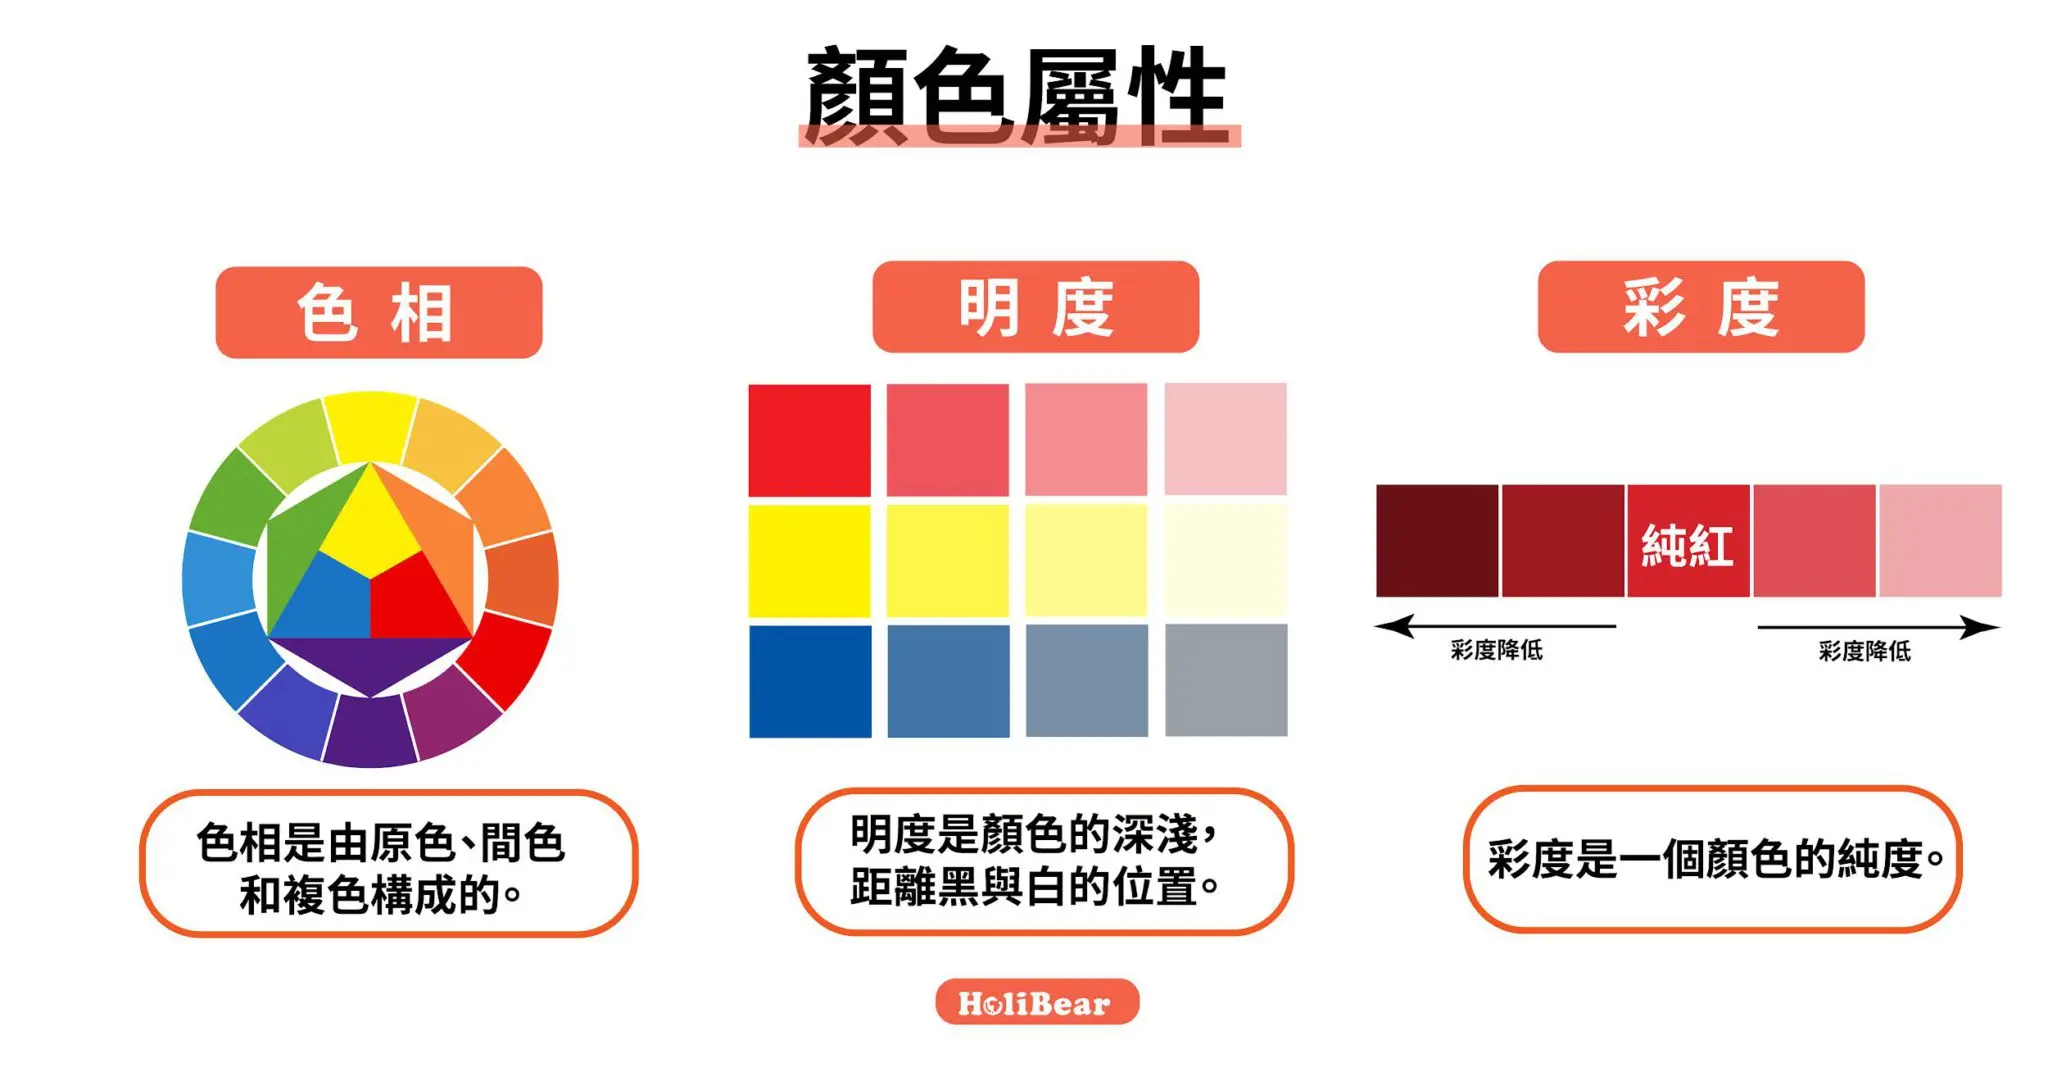 顏色屬性
色相
明度
彩度
純紅
彩度降低
彩度降低
色相是由原色、間色
和複色構成的。
明度是顏色的深淺，
距離黑與白的位置。
彩度是一個顏色的純度。
HoliBear